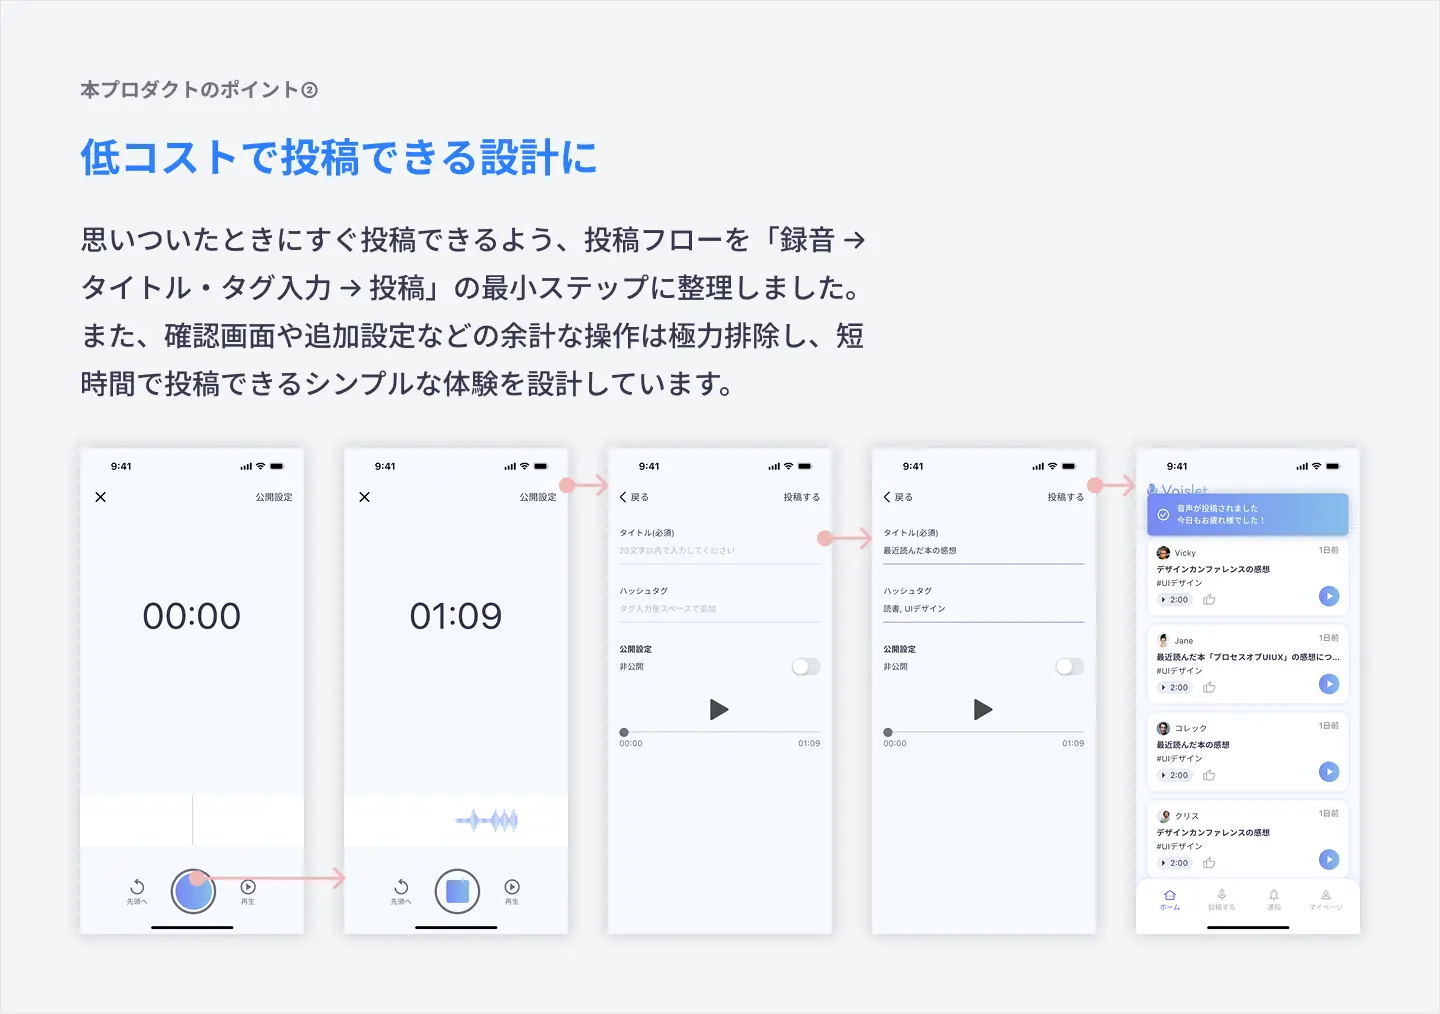 本プロダクトのポイント②
低コストで投稿できる設計に
思いついたときにすぐ投稿できるよう、投稿フローを「録音 →
タイトル・タグ入力 → 投稿」の最小ステップに整理しました。
また、確認画面や追加設定などの余計な操作は極力排除し、短
時間で投稿できるシンプルな体験を設計しています。
9:41
公開設定
00:00
先頭へ
再生
9:41
公開設定
01:09
先頭へ
再生
9:41
戻る
投稿する
タイトル(必須)
20文字以内で入力してください
ハッシュタグ
タグ入力後スペースで追加
公開設定
非公開
00:00
01:09
9:41
戻る
投稿する
タイトル(必須)
最近読んだ本の感想
ハッシュタグ
読書, UIデザイン
公開設定
非公開
00:00
01:09
9:41
Voislet
音声が投稿されました
今日もお疲れ様でした！
Vicky
1日前
デザインカンファレンスの感想
#UIデザイン
2:00
Jane
1日前
最近読んだ本「プロセスオブUIUX」の感想につ...
#UIデザイン
2:00
コレック
1日前
最近読んだ本の感想
#UIデザイン
2:00
クリス
1日前
デザインカンファレンスの感想
#UIデザイン
2:00
ホーム
投稿する
通知
マイページ